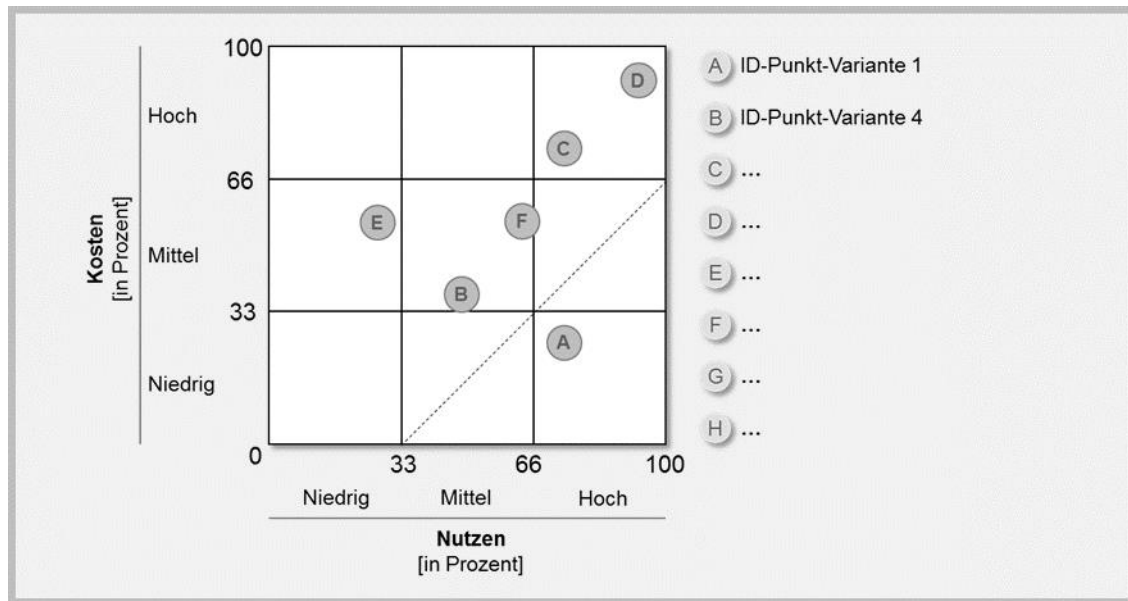 100
Hoch
66
Kosten
[in Prozent]
Mittel
33
Niedrig
0
33
66
100
Niedrig
Mittel
Hoch
Nutzen
[in Prozent]
D
C
E
F
B
A
A ID-Punkt-Variante 1
B ID-Punkt-Variante 4
C ...
D ...
E ...
F ...
G ...
H ...